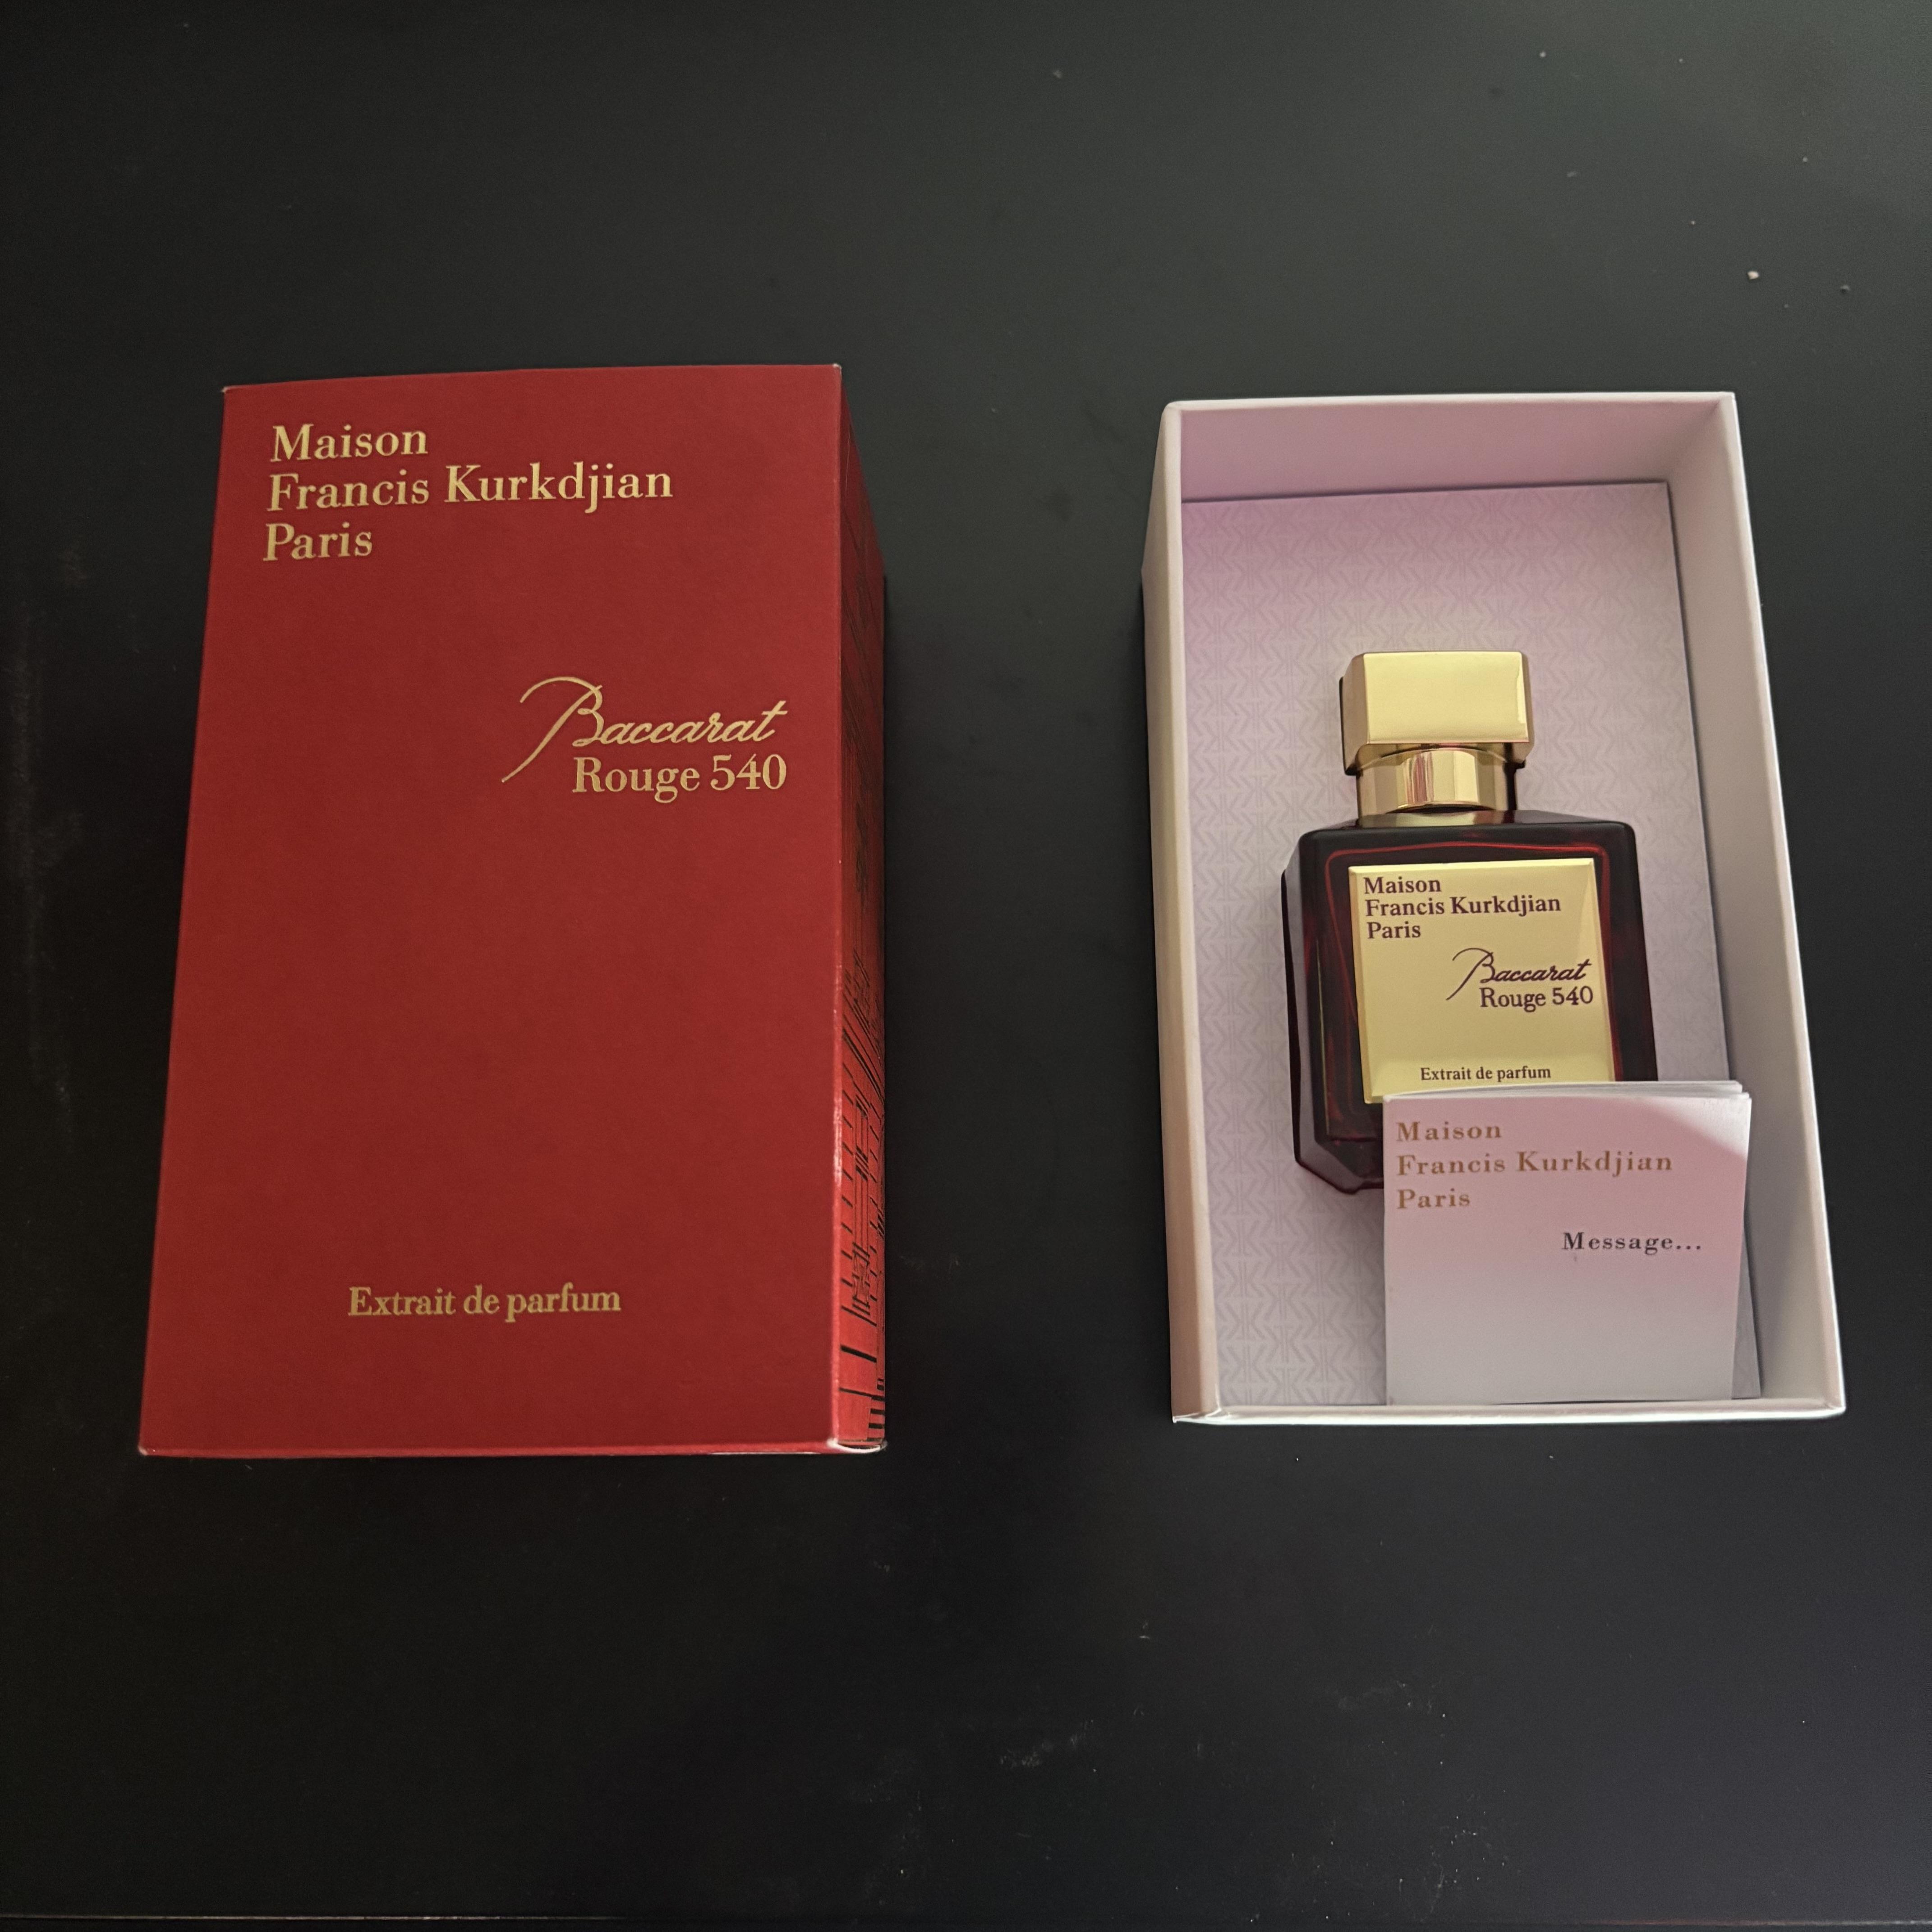 Maison
Francis Kurkdjian
Paris
Baccarat
Rouge 540
Extrait de parfum
Maison
Francis Kurkdjian
Paris
Baccarat
Rouge 540
Extrait de parfum
Maison
Francis Kurkdjian
Paris
Message...